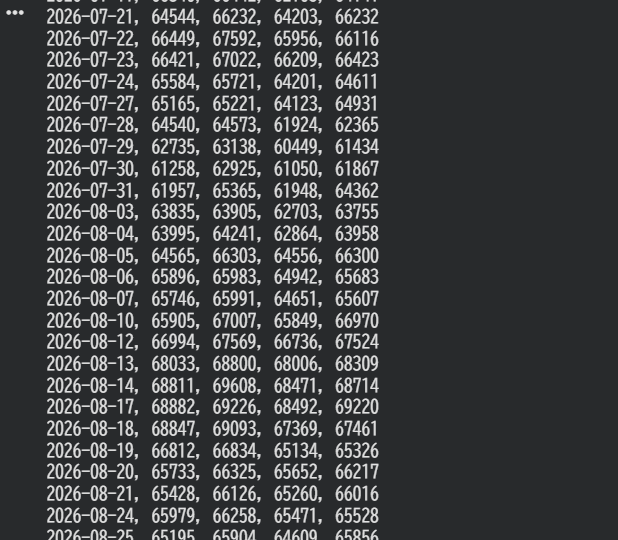 •••
2026-07-21, 64544, 66232, 64203, 66232
2026-07-22, 66449, 67592, 65956, 66116
2026-07-23, 66421, 67022, 66209, 66423
2026-07-24, 65584, 65721, 64201, 64611
2026-07-27, 65165, 65221, 64123, 64931
2026-07-28, 64540, 64573, 61924, 62365
2026-07-29, 62735, 63138, 60449, 61434
2026-07-30, 61258, 62925, 61050, 61867
2026-07-31, 61957, 65365, 61948, 64362
2026-08-03, 63835, 63905, 62703, 63755
2026-08-04, 63995, 64241, 62864, 63958
2026-08-05, 64565, 66303, 64556, 66300
2026-08-06, 65896, 65983, 64942, 65683
2026-08-07, 65746, 65991, 64651, 65607
2026-08-10, 65905, 67007, 65849, 66970
2026-08-12, 66994, 67569, 66736, 67524
2026-08-13, 68033, 68800, 68006, 68309
2026-08-14, 68811, 69608, 68471, 68714
2026-08-17, 68882, 69226, 68492, 69220
2026-08-18, 68847, 69093, 67369, 67461
2026-08-19, 66812, 66834, 65134, 65326
2026-08-20, 65733, 66325, 65652, 66217
2026-08-21, 65428, 66126, 65260, 66016
2026-08-24, 65979, 66258, 65471, 65528
2026-08-25, 65195, 65904, 64609, 65856